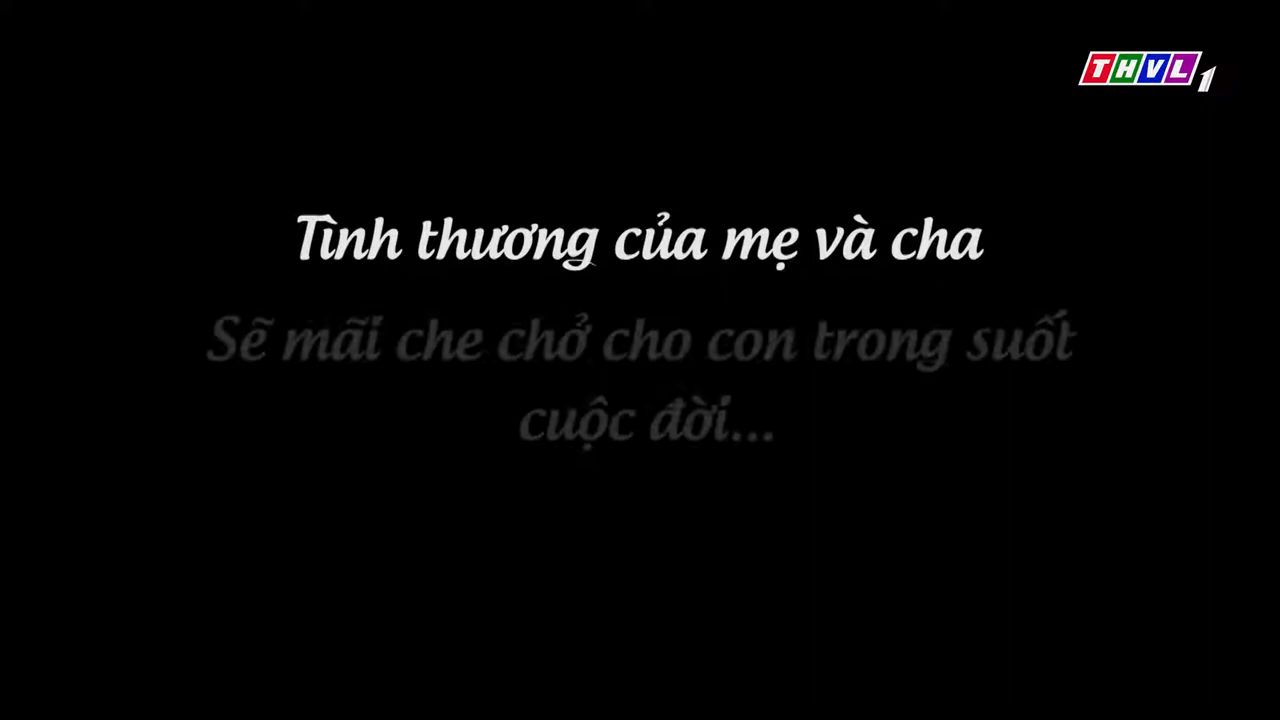 THVL1
Tình thương của mẹ và cha
Sẽ mãi che chở cho con trong suốt
cuộc đời...